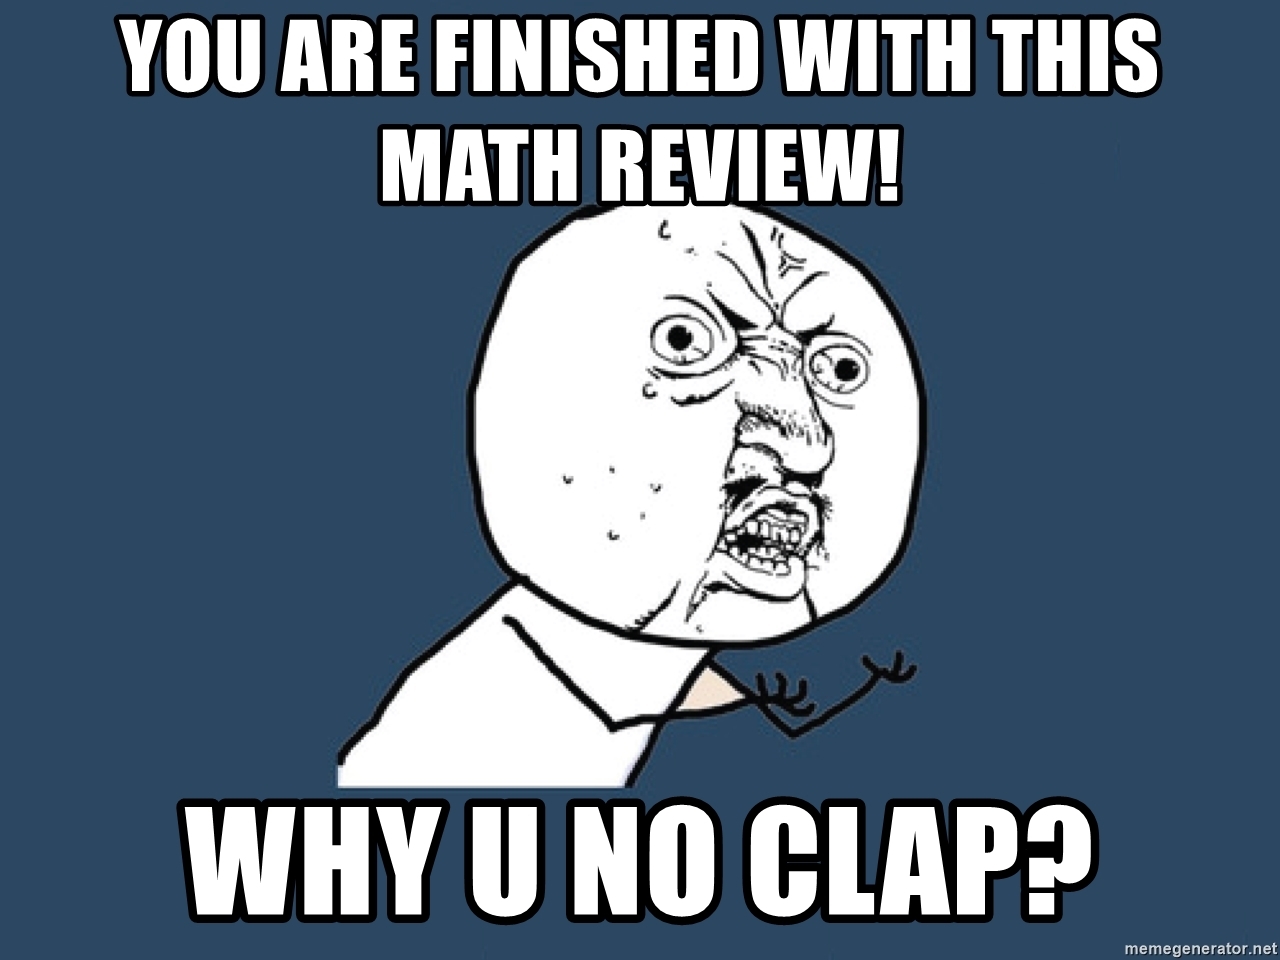 YOU ARE FINISHED WITH THIS
MATH REVIEW!
WHY U NO CLAP?
memegenerator.net